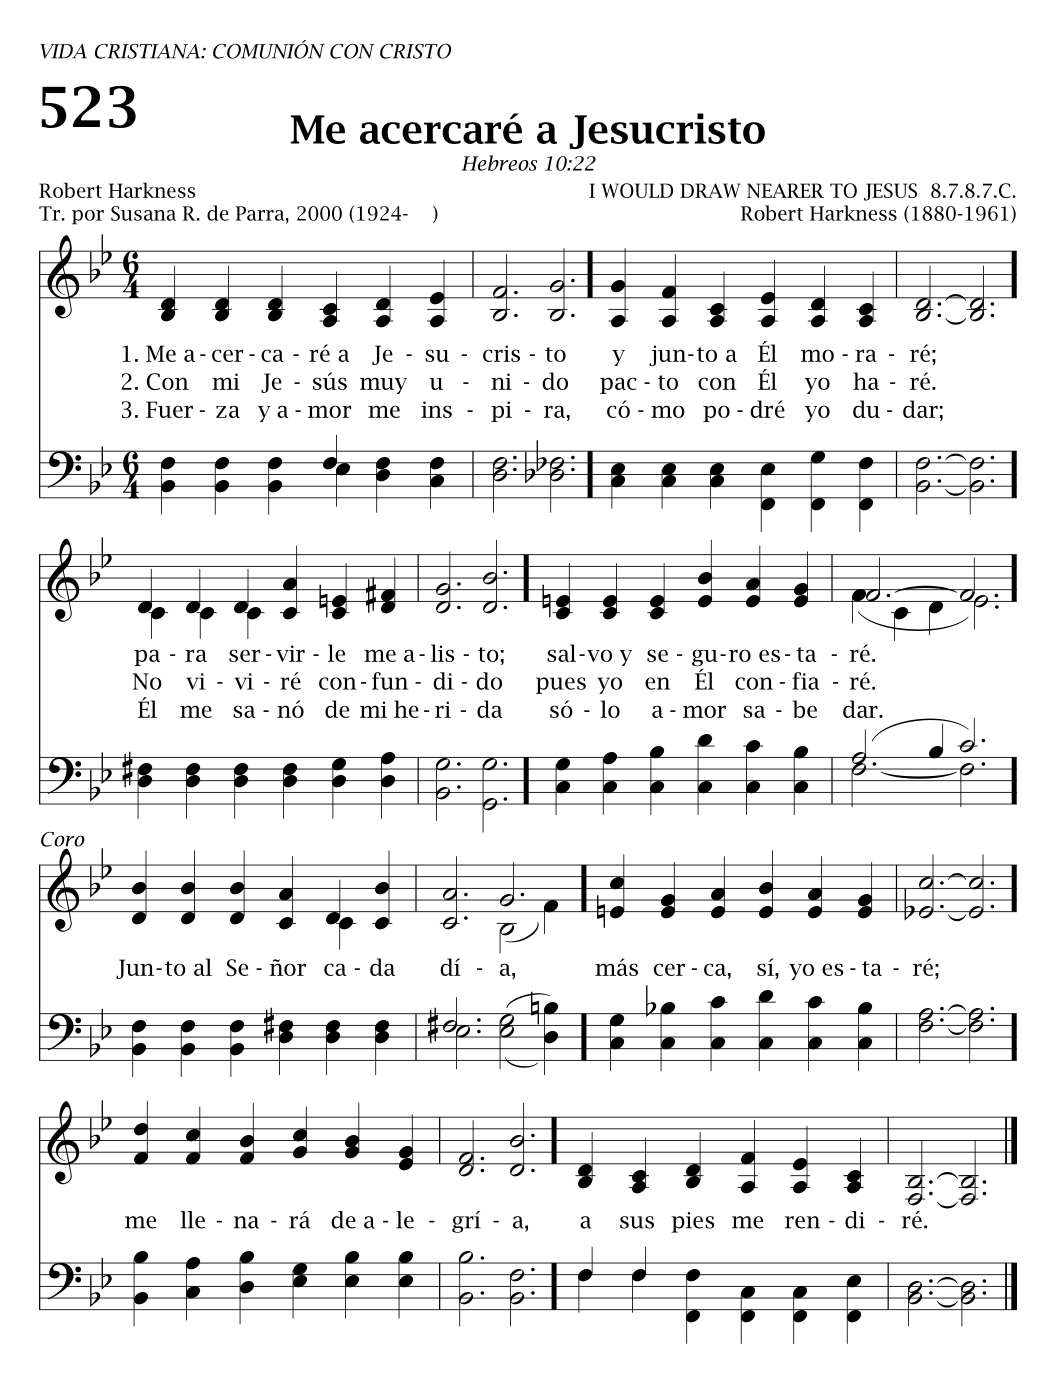 VIDA CRISTIANA: COMUNIÓN CON CRISTO
523
Me acercaré a Jesucristo
Hebreos 10:22
Robert Harkness
I WOULD DRAW NEARER TO JESUS 8.7.8.7.C.
Tr. por Susana R. de Parra, 2000 (1924- )
Robert Harkness (1880-1961)
1. Me a - cer - ca - ré a Je - su - cris - to y jun - to a Él mo - ra - ré;
2. Con mi Je - sús muy u - ni - do pac - to con Él yo ha - ré.
3. Fuer - za y a - mor me ins - pi - ra, có - mo po - dré yo du - dar;
pa - ra ser - vir - le me a - lis - to; sal - vo y se - gu - ro es - ta - ré.
No vi - vi - ré con - fun - di - do pues yo en Él con - fia - ré.
Él me sa - nó de mi he - ri - da só - lo a - mor sa - be dar.
Coro
Jun - to al Se - ñor ca - da dí - a, más cer - ca, sí, yo es - ta - ré;
me lle - na - rá de a - le - grí - a, a sus pies me ren - di - ré.